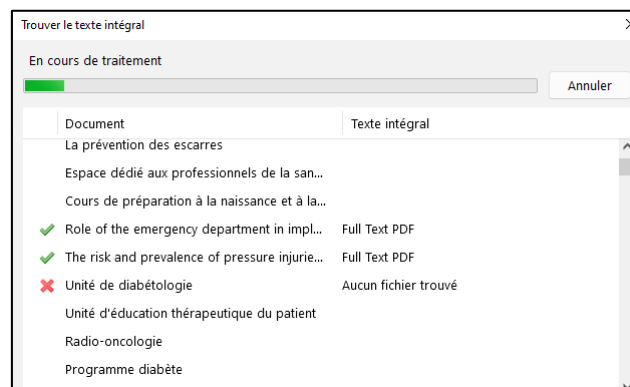 Trouver le texte intégral
En cours de traitement
Annuler
Document Texte intégral
La prévention des escarres
Espace dédié aux professionnels de la san...
Cours de préparation à la naissance et à la...
Role of the emergency department in impl... Full Text PDF
The risk and prevalence of pressure injurie... Full Text PDF
Unité de diabétologie Aucun fichier trouvé
Unité d'éducation thérapeutique du patient
Radio-oncologie
Programme diabète